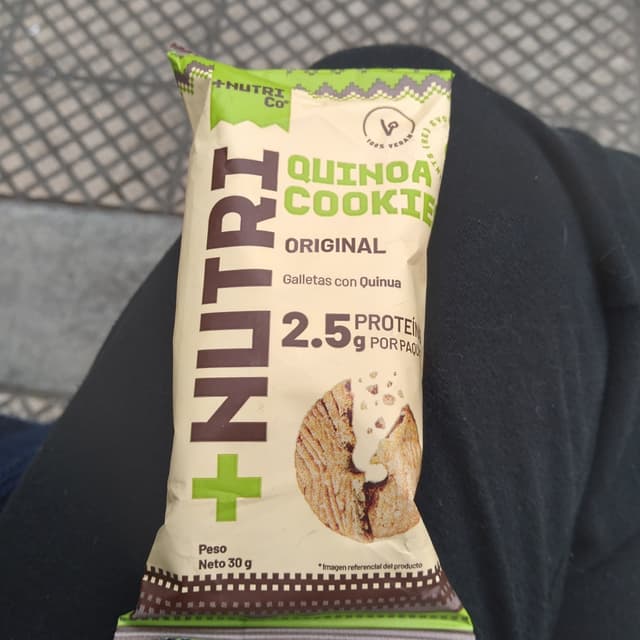 +NUTRI
Co®
100% VEGAN
QUINOA
COOKIE
+NUTRI
ORIGINAL
Galletas con Quinua
2.5g PROTEÍN
POR PAQU
Peso
Neto 30 g
*Imagen referencial del producto